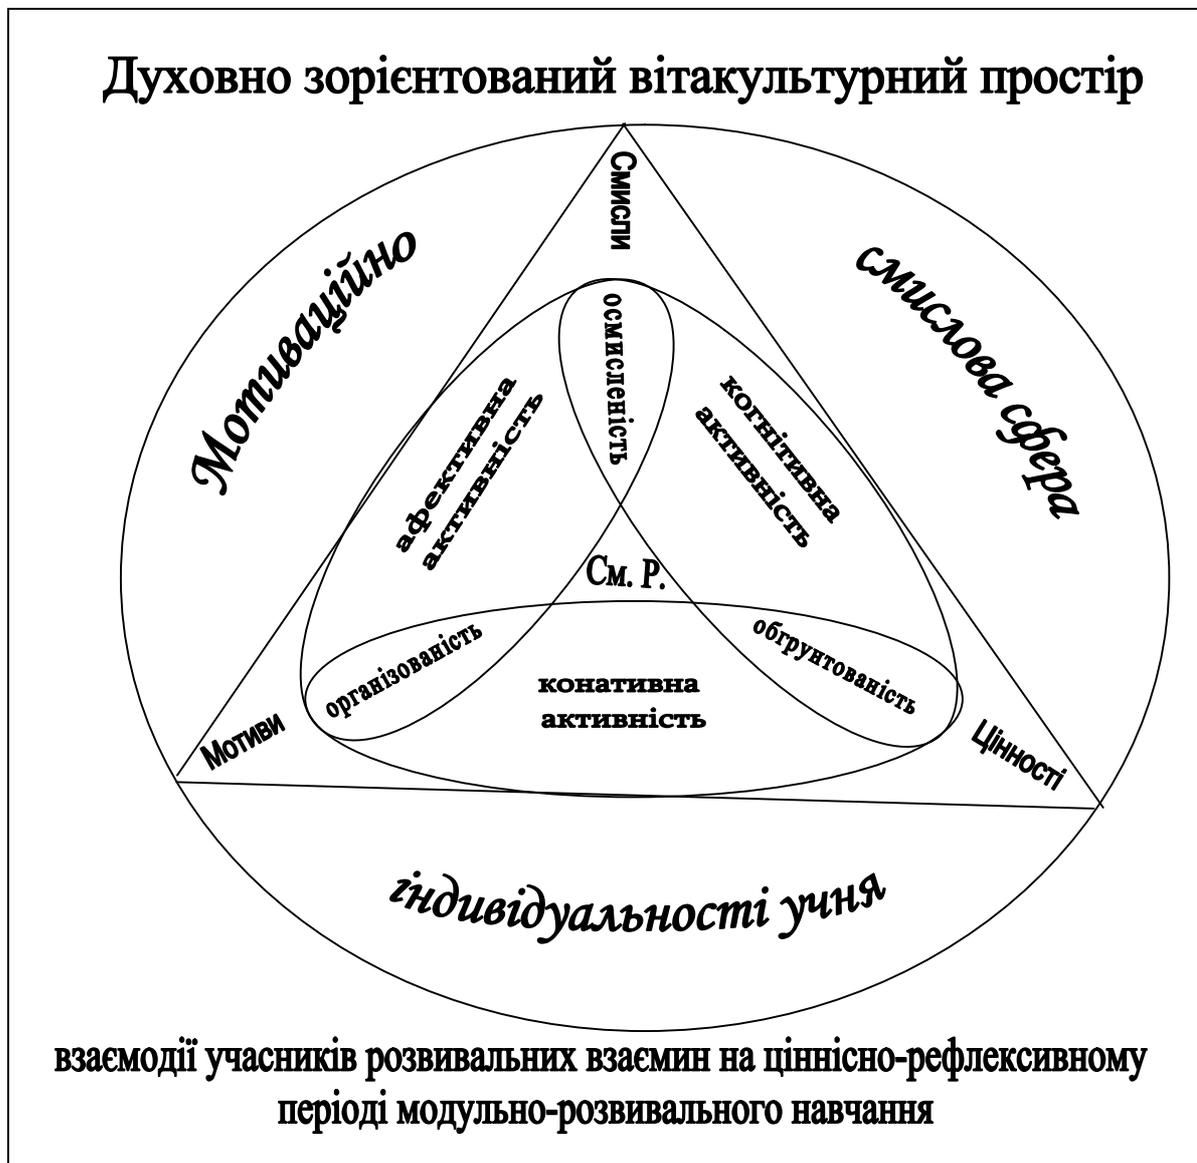 Духовно зорієнтований вітакультурний простір
Смисли
Мотиваційно
смислова сфера
осмисленість
афективна
активність
когнітивна
активність
См. Р.
організованість
обгрунтованість
конативна
активність
Мотиви
Цінності
індивідуальності учня
взаємодії учасників розвивальних взаємин на ціннісно-рефлексивному
періоді модульно-розвивального навчання